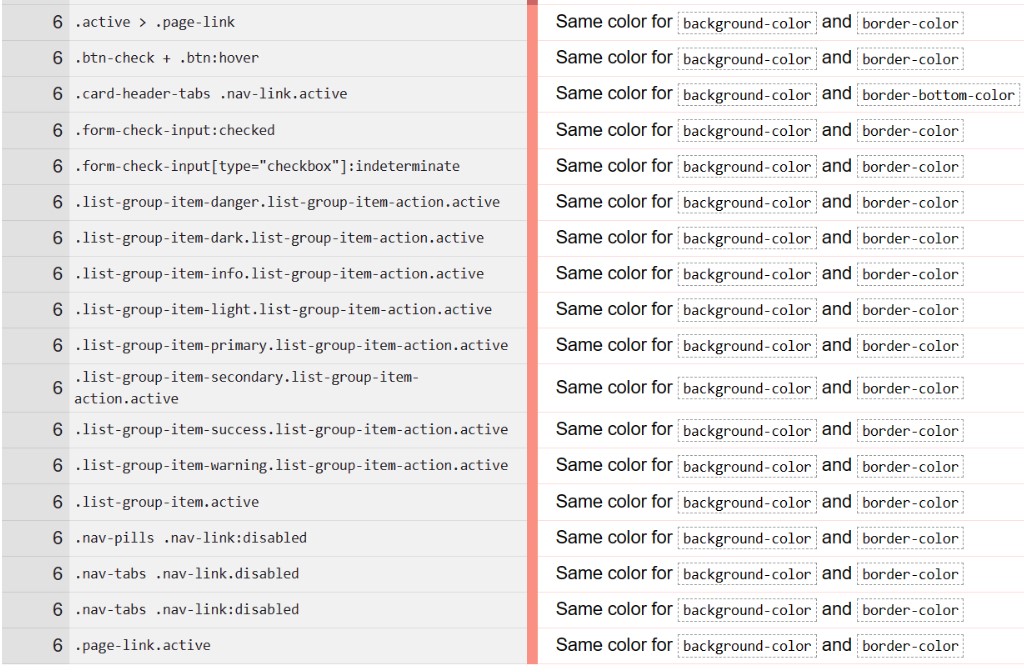 6 .active > .page-link Same color for background-color and border-color
6 .btn-check + .btn:hover Same color for background-color and border-color
6 .card-header-tabs .nav-link.active Same color for background-color and border-bottom-color
6 .form-check-input:checked Same color for background-color and border-color
6 .form-check-input[type="checkbox"]:indeterminate Same color for background-color and border-color
6 .list-group-item-danger.list-group-item-action.active Same color for background-color and border-color
6 .list-group-item-dark.list-group-item-action.active Same color for background-color and border-color
6 .list-group-item-info.list-group-item-action.active Same color for background-color and border-color
6 .list-group-item-light.list-group-item-action.active Same color for background-color and border-color
6 .list-group-item-primary.list-group-item-action.active Same color for background-color and border-color
6 .list-group-item-secondary.list-group-item-
action.active Same color for background-color and border-color
6 .list-group-item-success.list-group-item-action.active Same color for background-color and border-color
6 .list-group-item-warning.list-group-item-action.active Same color for background-color and border-color
6 .list-group-item.active Same color for background-color and border-color
6 .nav-pills .nav-link:disabled Same color for background-color and border-color
6 .nav-tabs .nav-link.disabled Same color for background-color and border-color
6 .nav-tabs .nav-link:disabled Same color for background-color and border-color
6 .page-link.active Same color for background-color and border-color